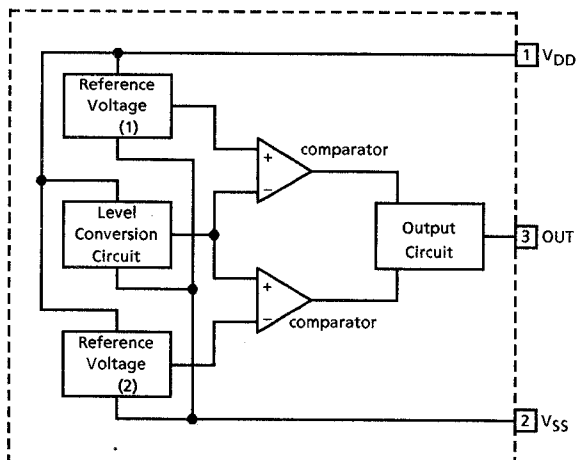 1 VDD
Reference
Voltage
(1)
comparator
+
−
Level
Conversion
Circuit
Output
Circuit
3 OUT
+
−
comparator
Reference
Voltage
(2)
2 VSS